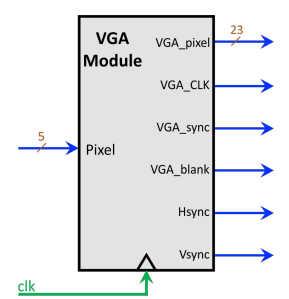 VGA
Module
VGA_pixel
23
VGA_CLK
VGA_sync
5
Pixel
VGA_blank
Hsync
Vsync
clk